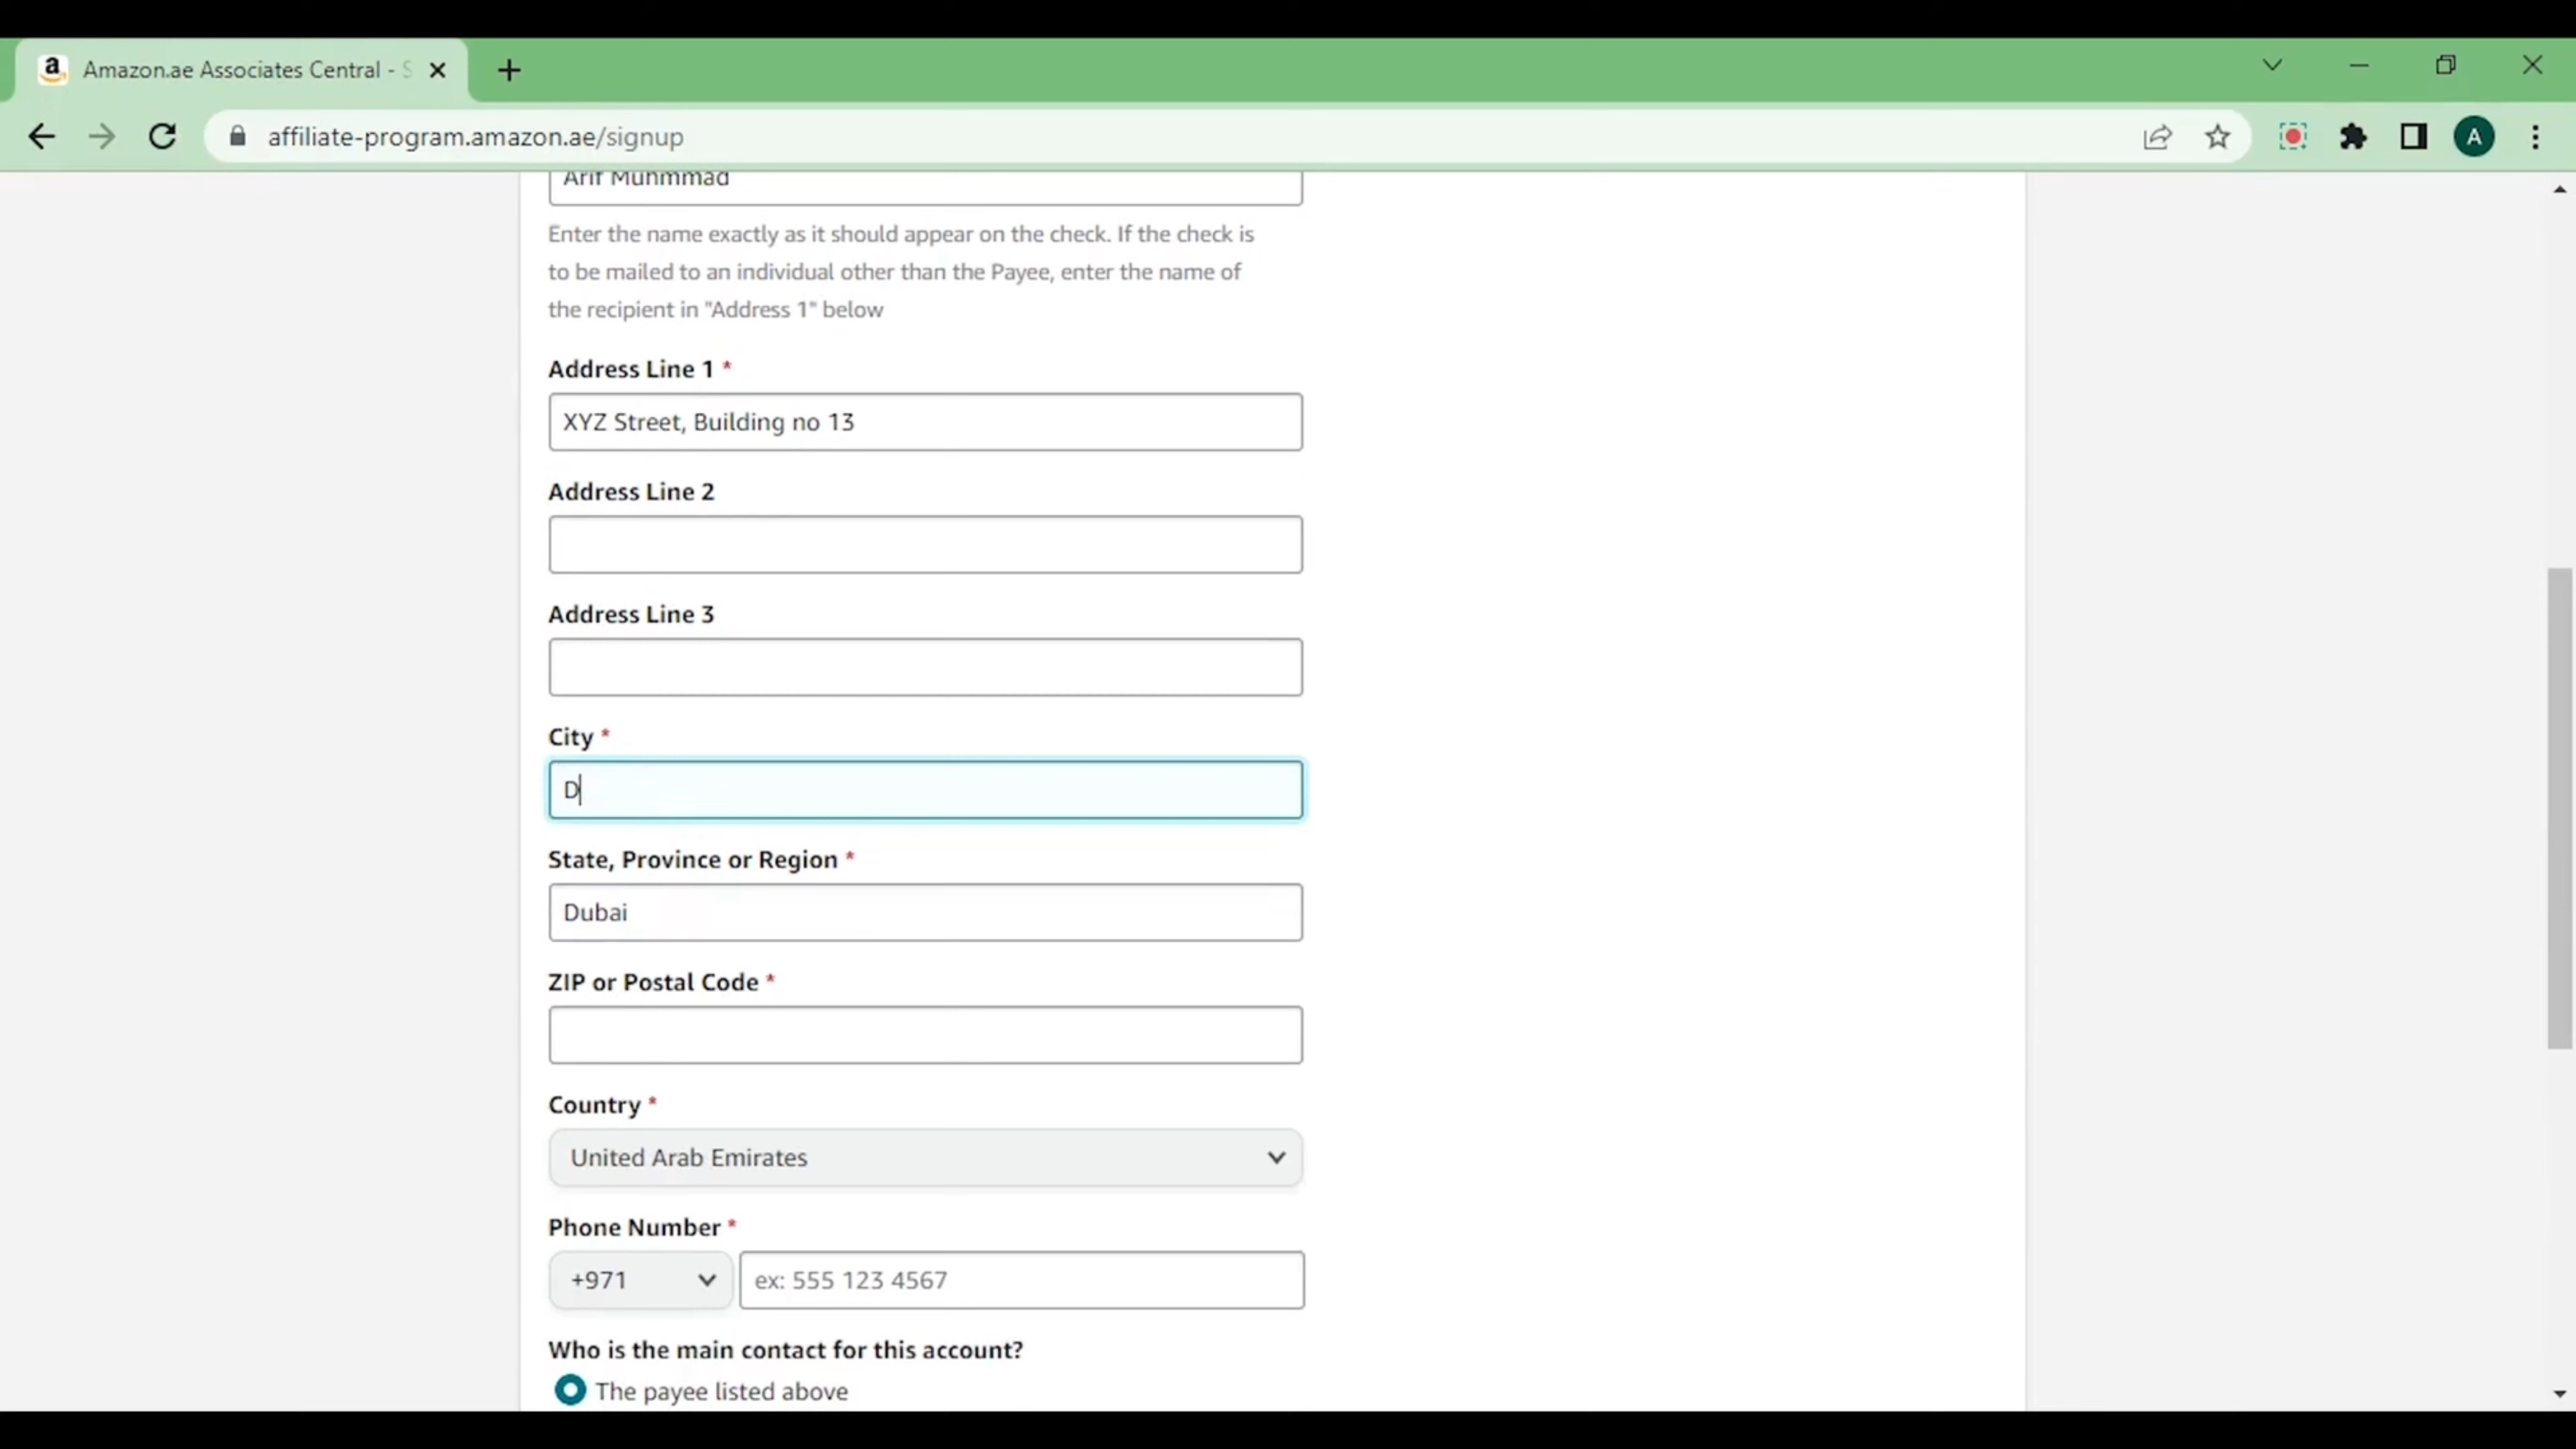 Amazon.ae Associates Central - S
affiliate-program.amazon.ae/signup
A
Arif Muhmmad
Enter the name exactly as it should appear on the check. If the check is
to be mailed to an individual other than the Payee, enter the name of
the recipient in "Address 1" below
Address Line 1 *
XYZ Street, Building no 13
Address Line 2
Address Line 3
City *
D
State, Province or Region *
Dubai
ZIP or Postal Code *
Country *
United Arab Emirates
Phone Number *
+971 ex: 555 123 4567
Who is the main contact for this account?
The payee listed above